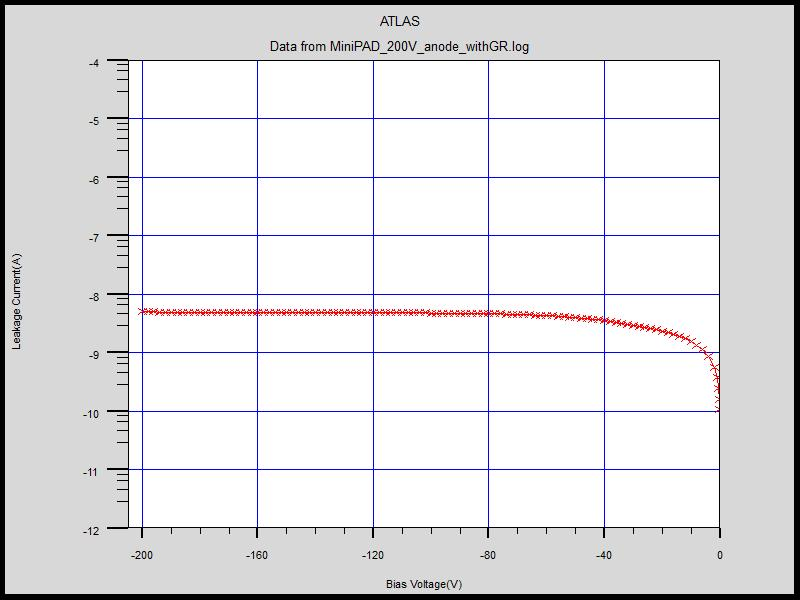 ATLAS
Data from MiniPAD_200V_anode_withGR.log
-4
-5
-6
-7
-8
-9
-10
-11
-12
Leakage Current(A)
-200 -160 -120 -80 -40 0
Bias Voltage(V)